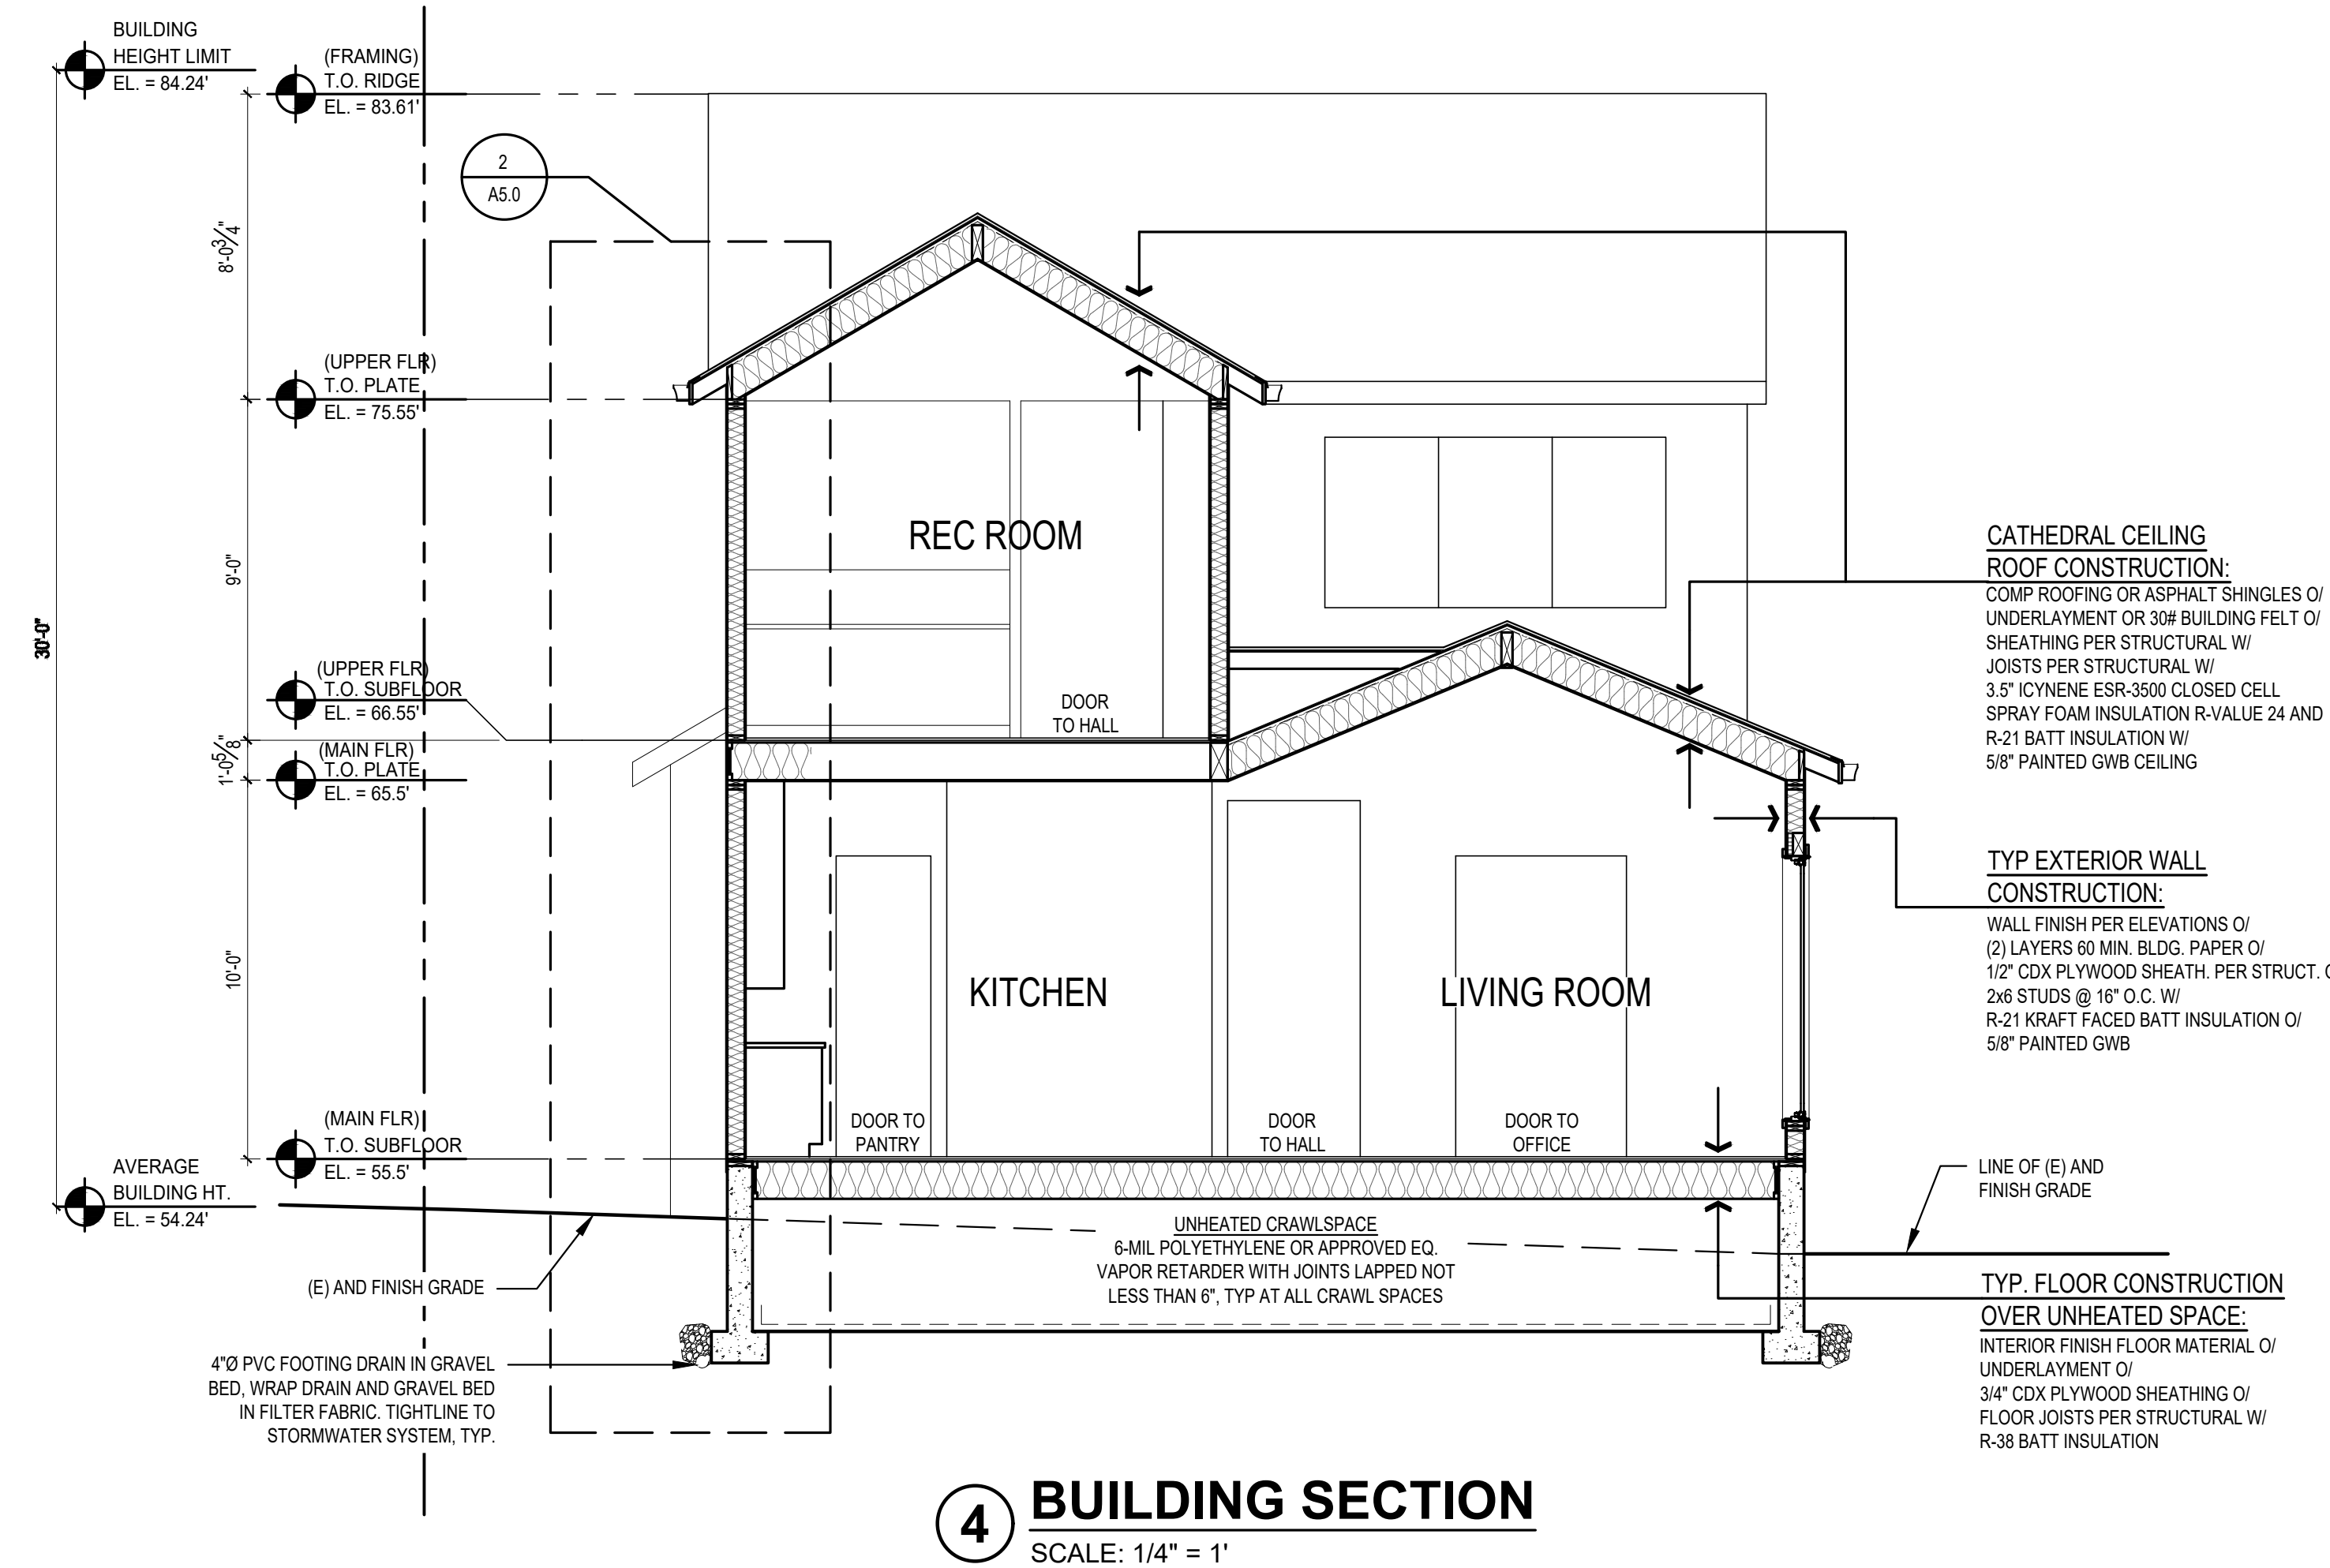 BUILDING
HEIGHT LIMIT
EL. = 84.24'
(FRAMING)
T.O. RIDGE
EL. = 83.61'
2
A5.0
8'-0 3/4"
(UPPER FLR)
T.O. PLATE
EL. = 75.55'
9'-0"
30'-0"
(UPPER FLR)
T.O. SUBFLOOR
EL. = 66.55'
1'-0 5/8"
(MAIN FLR)
T.O. PLATE
EL. = 65.5'
10'-0"
(MAIN FLR)
T.O. SUBFLOOR
EL. = 55.5'
AVERAGE
BUILDING HT.
EL. = 54.24'
REC ROOM
DOOR
TO HALL
KITCHEN
LIVING ROOM
DOOR TO
PANTRY
DOOR
TO HALL
DOOR TO
OFFICE
CATHEDRAL CEILING
ROOF CONSTRUCTION:
COMP ROOFING OR ASPHALT SHINGLES O/
UNDERLAYMENT OR 30# BUILDING FELT O/
SHEATHING PER STRUCTURAL W/
JOISTS PER STRUCTURAL W/
3.5" ICYNENE ESR-3500 CLOSED CELL
SPRAY FOAM INSULATION R-VALUE 24 AND
R-21 BATT INSULATION W/
5/8" PAINTED GWB CEILING
TYP EXTERIOR WALL
CONSTRUCTION:
WALL FINISH PER ELEVATIONS O/
(2) LAYERS 60 MIN. BLDG. PAPER O/
1/2" CDX PLYWOOD SHEATH. PER STRUCT.
2x6 STUDS @ 16" O.C. W/
R-21 KRAFT FACED BATT INSULATION O/
5/8" PAINTED GWB
LINE OF (E) AND
FINISH GRADE
UNHEATED CRAWLSPACE
6-MIL POLYETHYLENE OR APPROVED EQ.
VAPOR RETARDER WITH JOINTS LAPPED NOT
LESS THAN 6", TYP AT ALL CRAWL SPACES
(E) AND FINISH GRADE
4"Ø PVC FOOTING DRAIN IN GRAVEL
BED, WRAP DRAIN AND GRAVEL BED
IN FILTER FABRIC. TIGHTLINE TO
STORMWATER SYSTEM, TYP.
TYP. FLOOR CONSTRUCTION
OVER UNHEATED SPACE:
INTERIOR FINISH FLOOR MATERIAL O/
UNDERLAYMENT O/
3/4" CDX PLYWOOD SHEATHING O/
FLOOR JOISTS PER STRUCTURAL W/
R-38 BATT INSULATION
4
BUILDING SECTION
SCALE: 1/4" = 1'